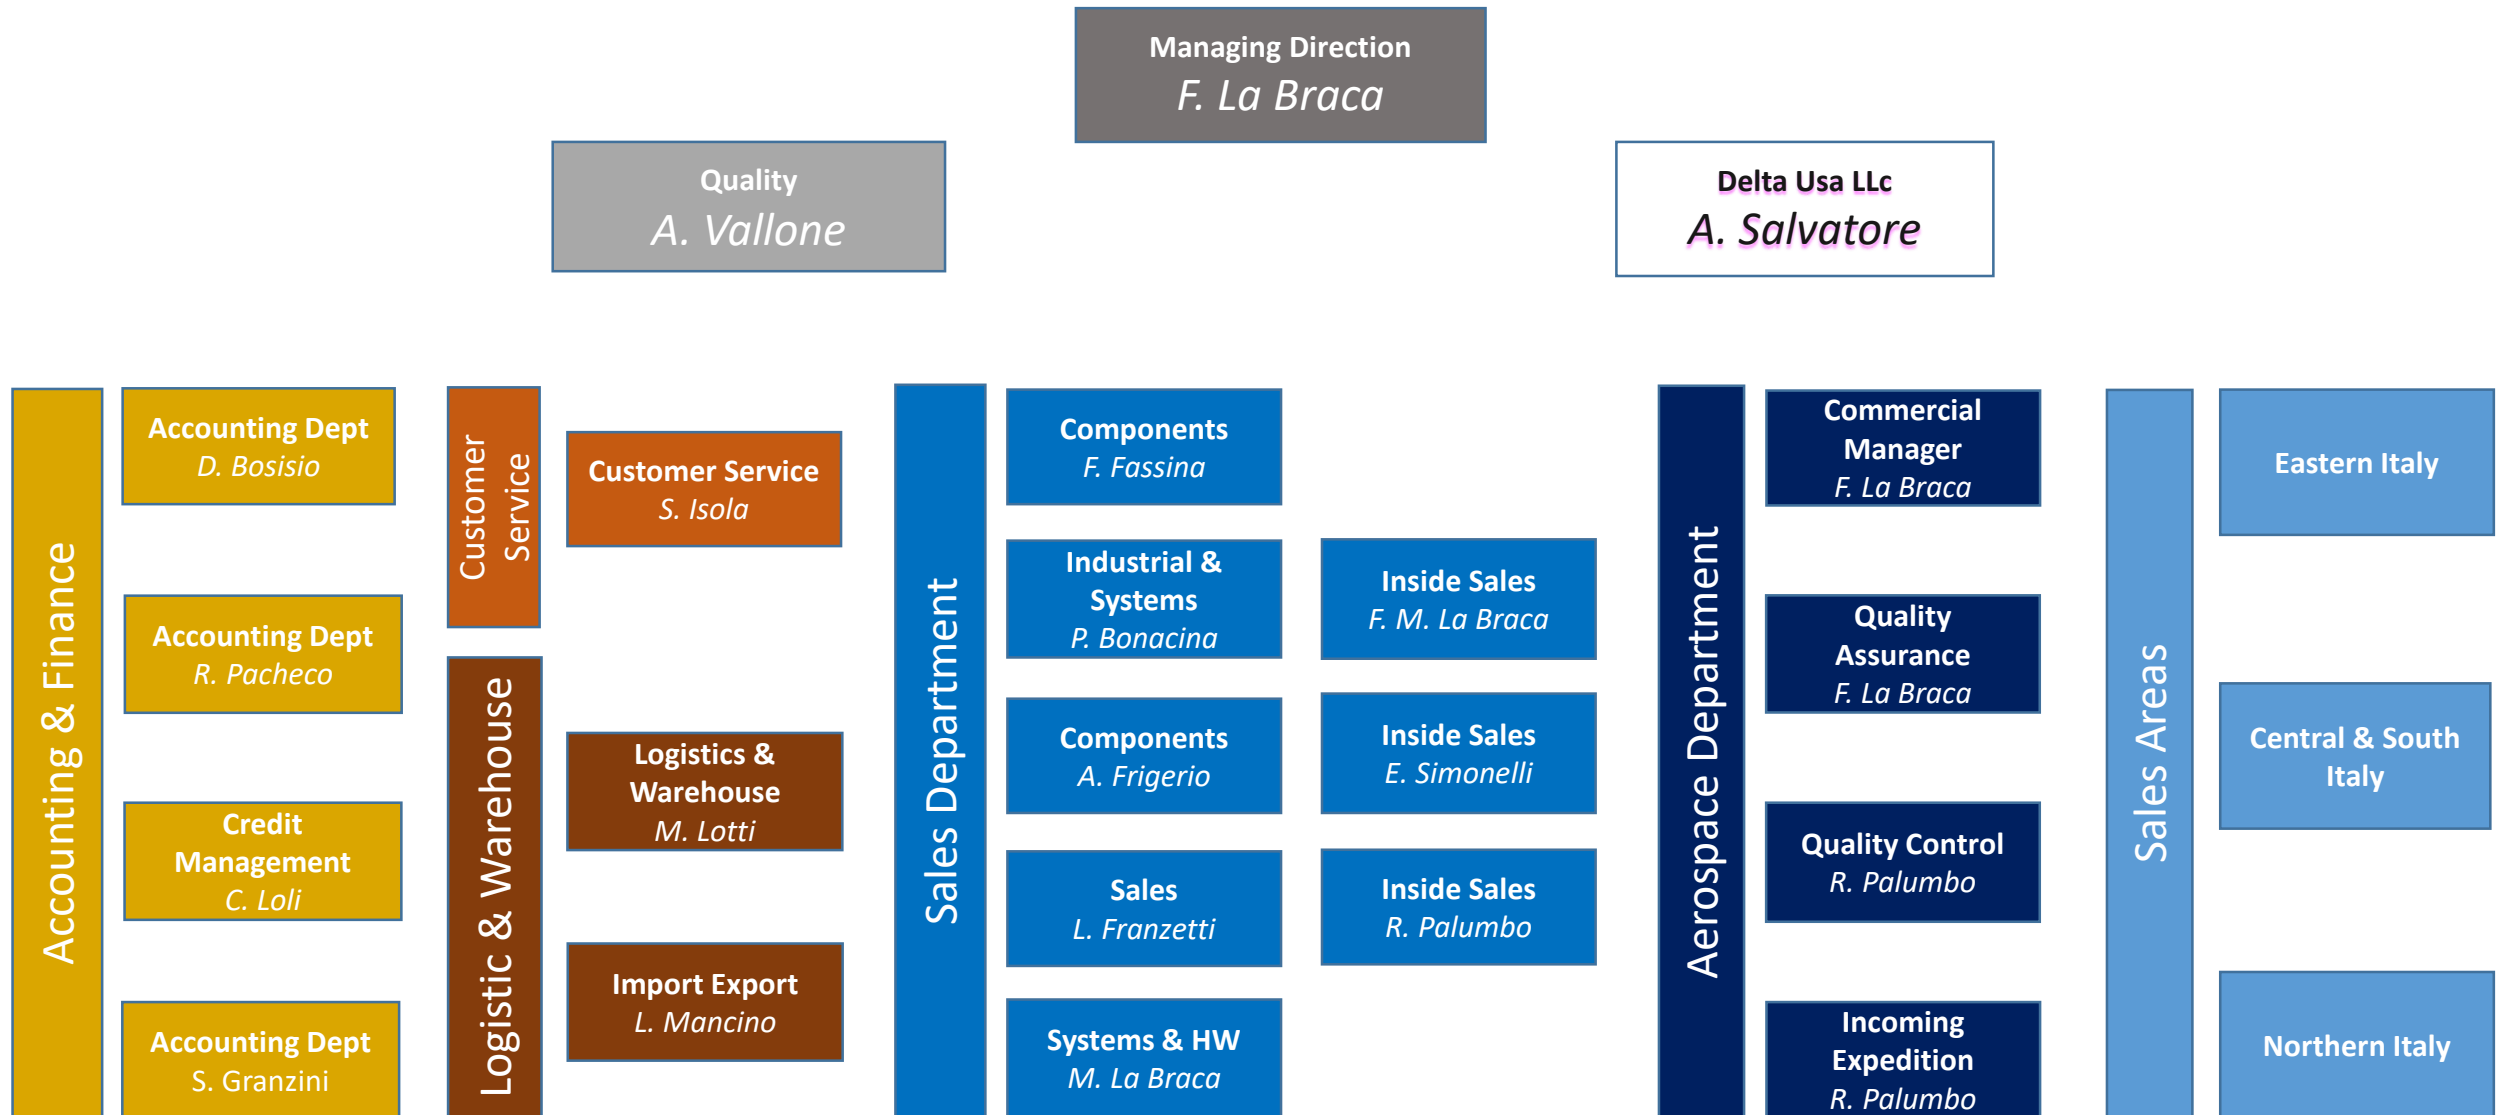 Managing Direction
F. La Braca
Quality
A. Vallone
Delta Usa LLc
A. Salvatore
Accounting & Finance
Accounting Dept
D. Bosisio
Accounting Dept
R. Pacheco
Credit
Management
C. Loli
Accounting Dept
S. Granzini
Customer
Service
Customer Service
S. Isola
Logistic & Warehouse
Logistics &
Warehouse
M. Lotti
Import Export
L. Mancino
Sales Department
Components
F. Fassina
Industrial &
Systems
P. Bonacina
Components
A. Frigerio
Sales
L. Franzetti
Systems & HW
M. La Braca
Inside Sales
F. M. La Braca
Inside Sales
E. Simonelli
Inside Sales
R. Palumbo
Aerospace Department
Commercial
Manager
F. La Braca
Quality
Assurance
F. La Braca
Quality Control
R. Palumbo
Incoming
Expedition
R. Palumbo
Sales Areas
Eastern Italy
Central & South
Italy
Northern Italy